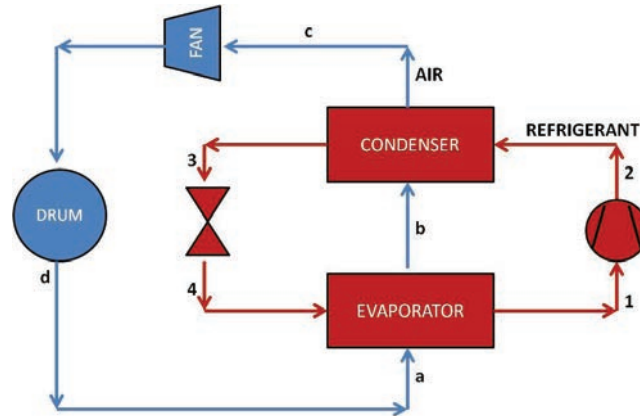 c
FAN
AIR
REFRIGERANT
CONDENSER
3
2
DRUM
b
d
4
EVAPORATOR
1
a